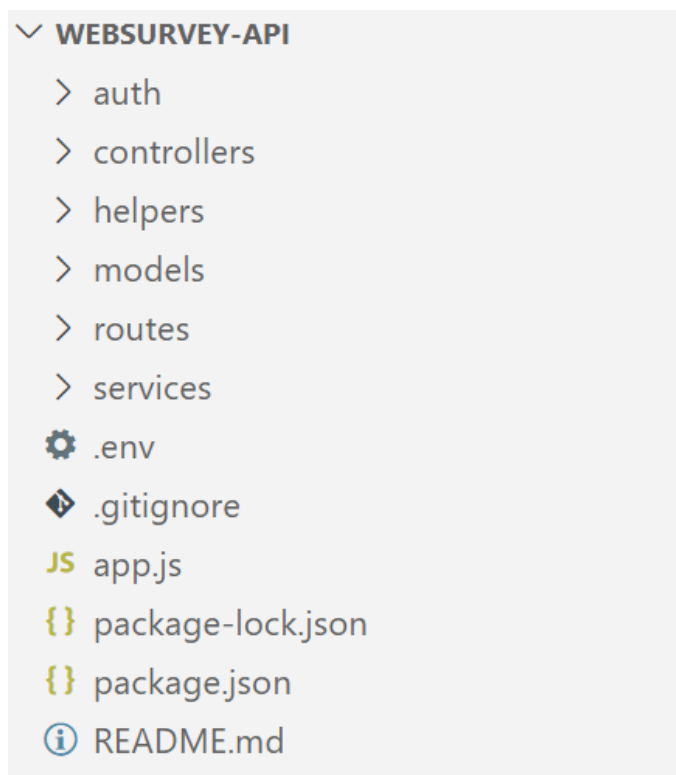 WEBSURVEY-API
auth
controllers
helpers
models
routes
services
.env
.gitignore
JS app.js
{} package-lock.json
{} package.json
README.md